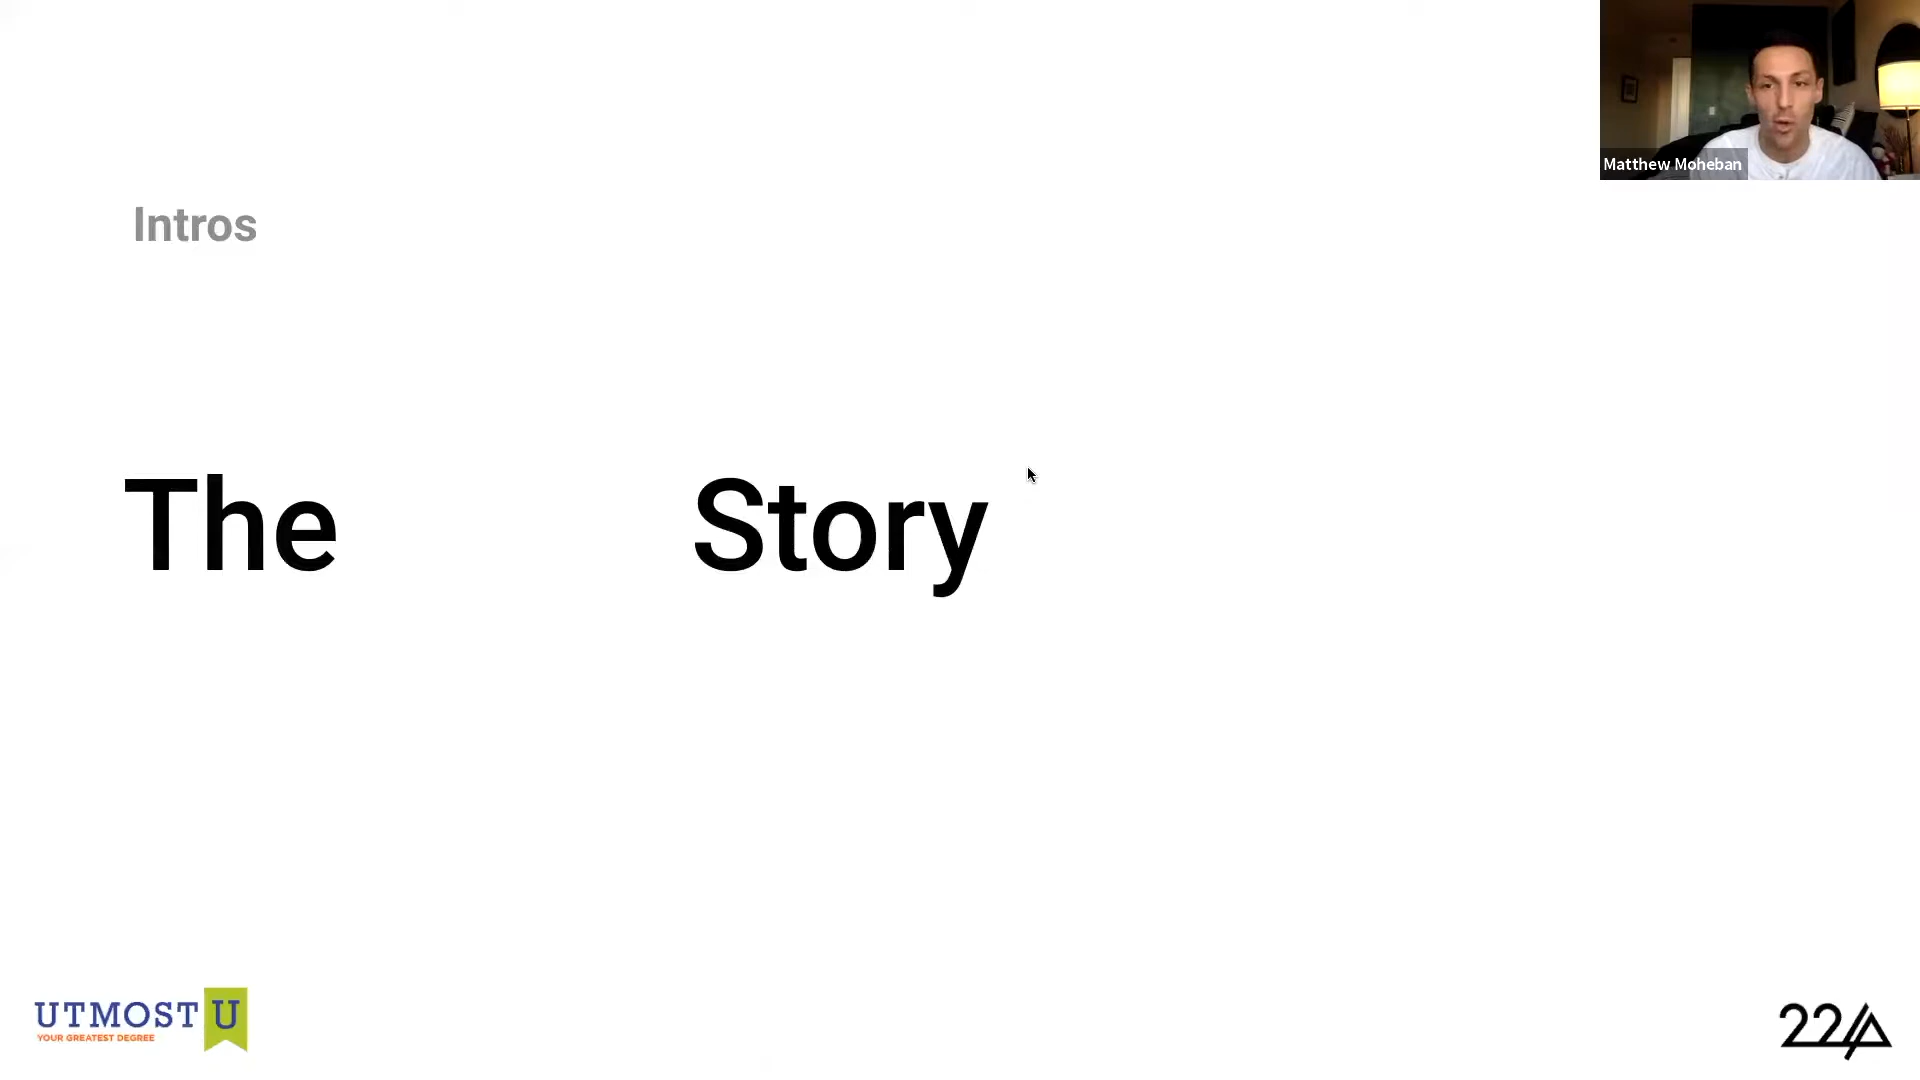 Matthew Moheban
Intros
The Story
UTMOST U
YOUR GREATEST DEGREE
22